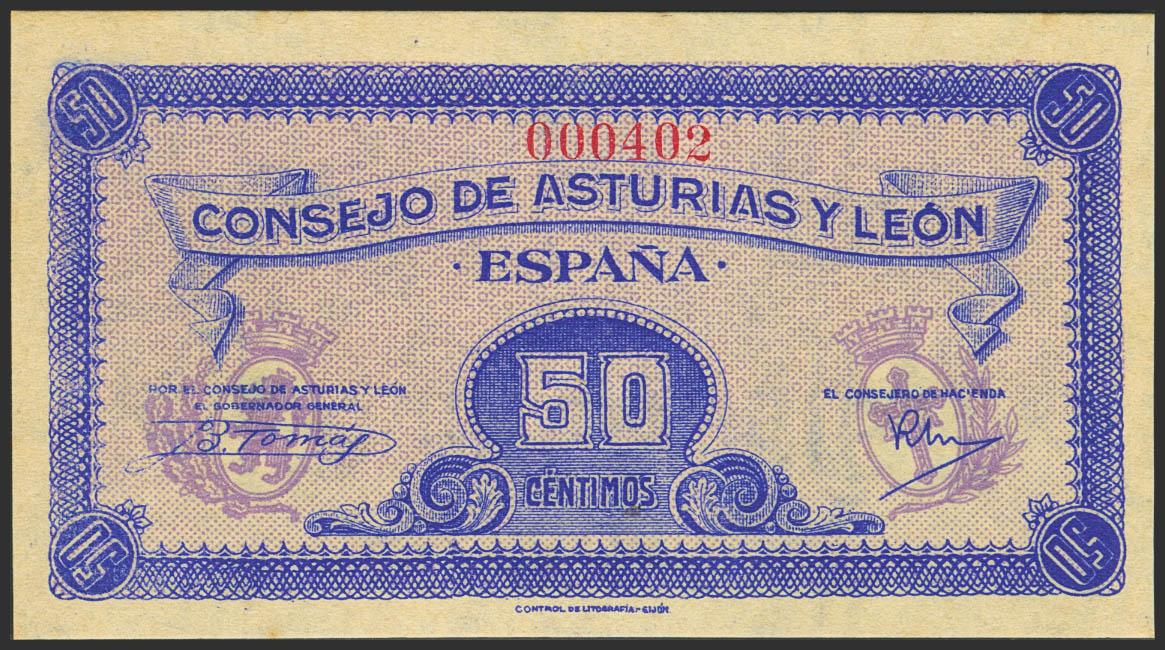 50
50
000402
CONSEJO DE ASTURIAS Y LEÓN
· ESPAÑA ·
POR EL CONSEJO DE ASTURIAS Y LEÓN
EL GOBERNADOR GENERAL
B. Tomás
EL CONSEJERO DE HACIENDA
50
CÉNTIMOS
50
50
CONTROL DE LITOGRAFÍA.- GIJÓN.